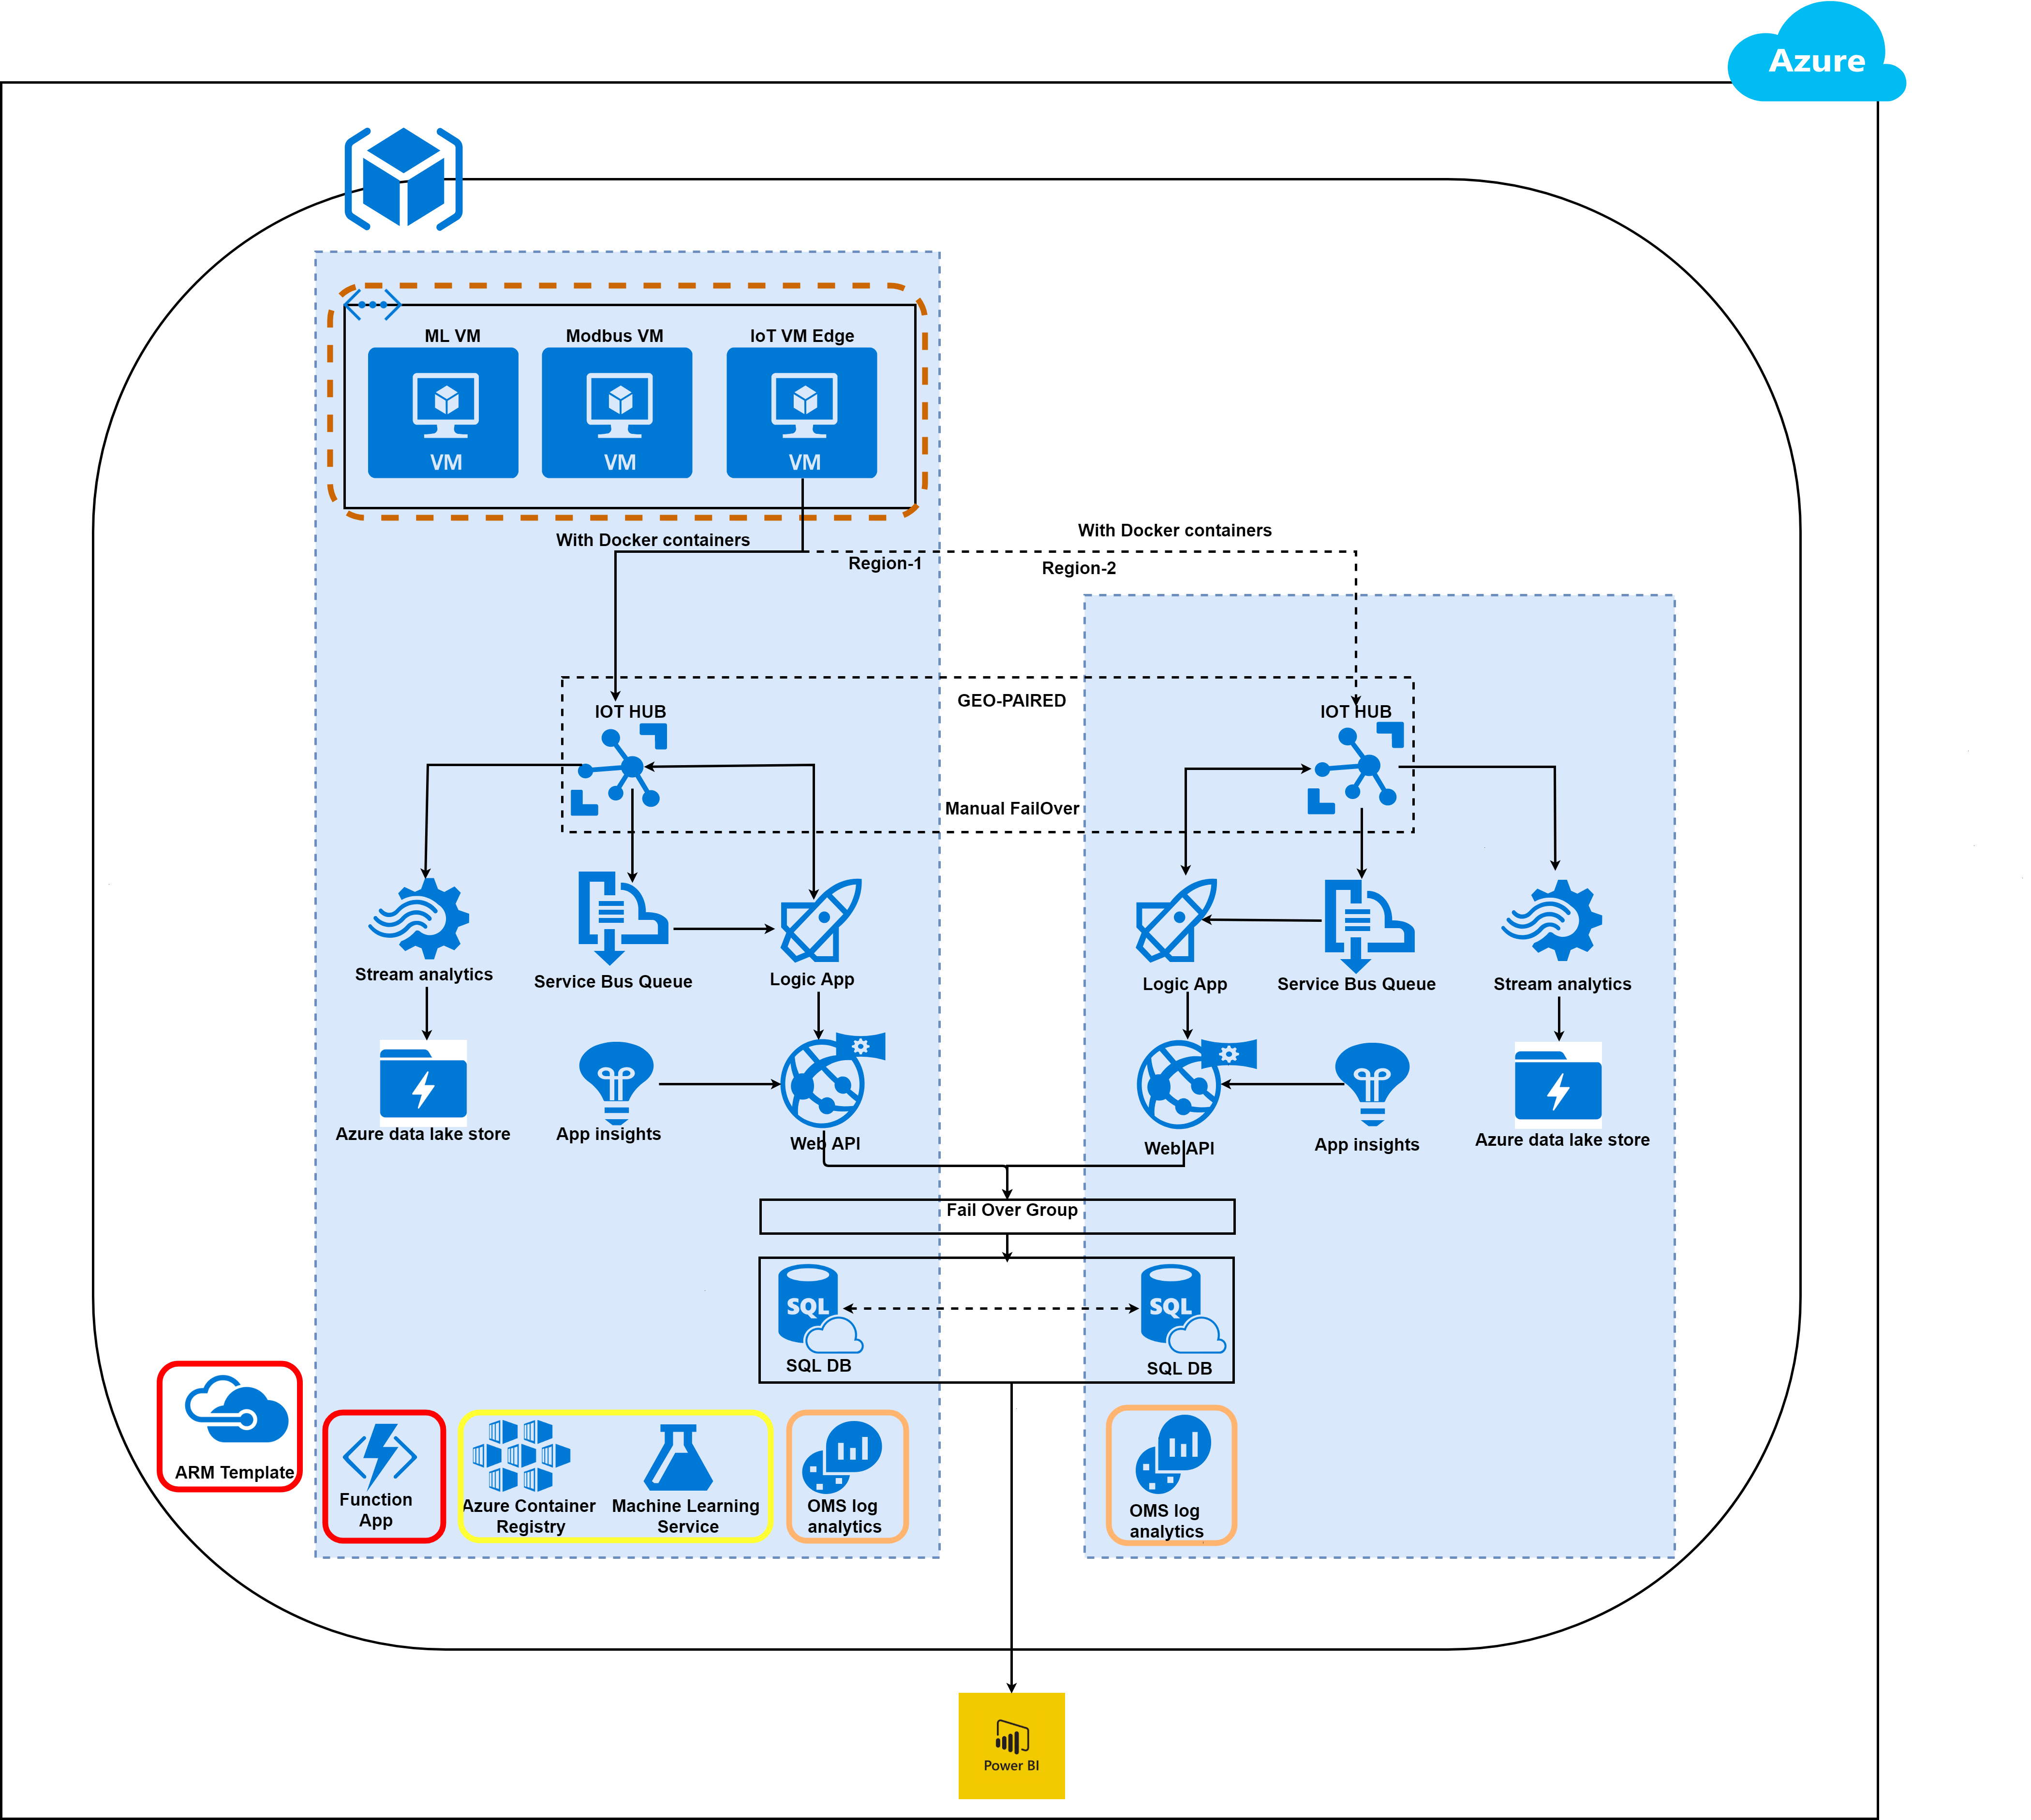 Azure
ML VM
Modbus VM
IoT VM Edge
VM
VM
VM
With Docker containers
With Docker containers
Region-1
Region-2
GEO-PAIRED
IOT HUB
IOT HUB
Manual FailOver
Stream analytics
Service Bus Queue
Logic App
Logic App
Service Bus Queue
Stream analytics
Azure data lake store
App insights
Web API
Web API
App insights
Azure data lake store
Fail Over Group
SQL
SQL
SQL DB
SQL DB
ARM Template
Function
App
Azure Container
Registry
Machine Learning
Service
OMS log
analytics
OMS log
analytics
Power BI